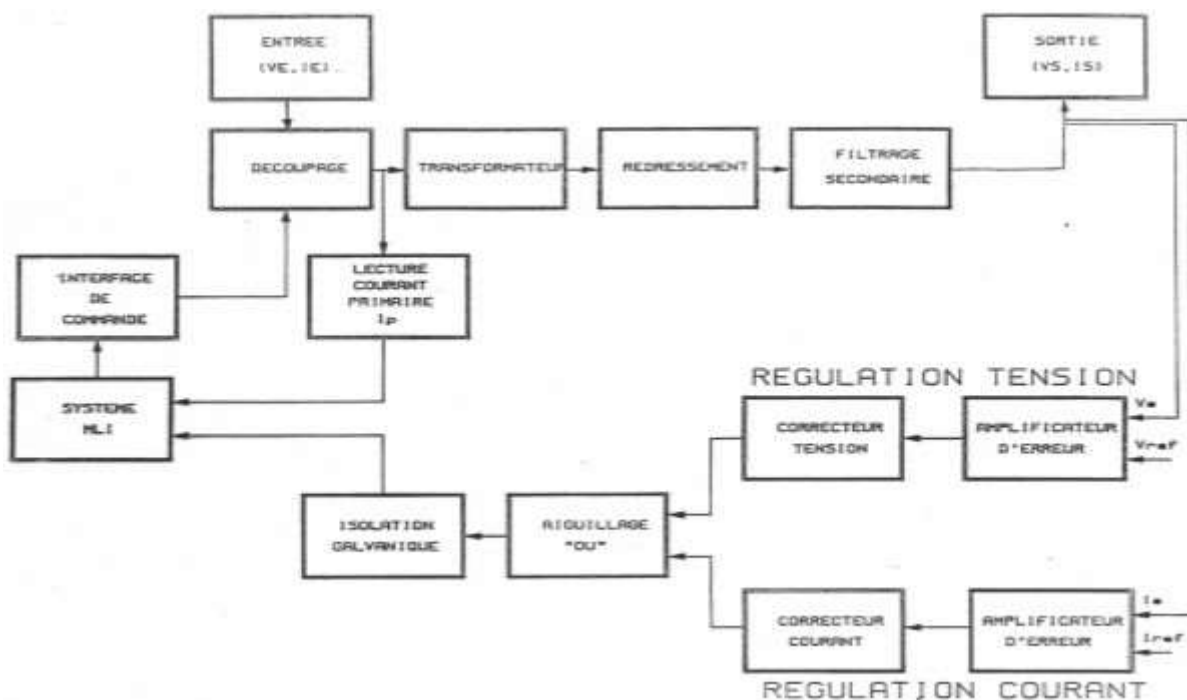 ENTREE
(VE,IE).
SORTIE
(VS,IS)
DECOUPAGE
TRANSFORMATEUR
REDRESSEMENT
FILTRAGE
SECONDAIRE
INTERFACE
DE
COMMANDE
LECTURE
COURANT
PRIMAIRE
Ip
SYSTEME
MLI
REGULATION TENSION
CORRECTEUR
TENSION
AMPLIFICATEUR
D'ERREUR
Vs
Vref
ISOLATION
GALVANIQUE
AIGUILLAGE
"OU"
CORRECTEUR
COURANT
AMPLIFICATEUR
D'ERREUR
Is
Iref
REGULATION COURANT